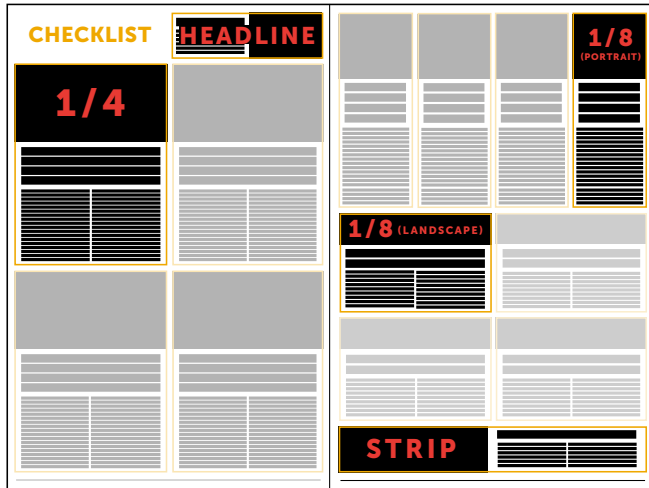 CHECKLIST
HEADLINE
1/4
1/8
(PORTRAIT)
1/8 (LANDSCAPE)
STRIP